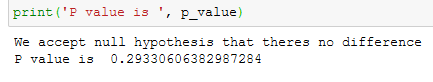 print('P value is ', p_value)
We accept null hypothesis that theres no difference
P value is  0.29330606382987284